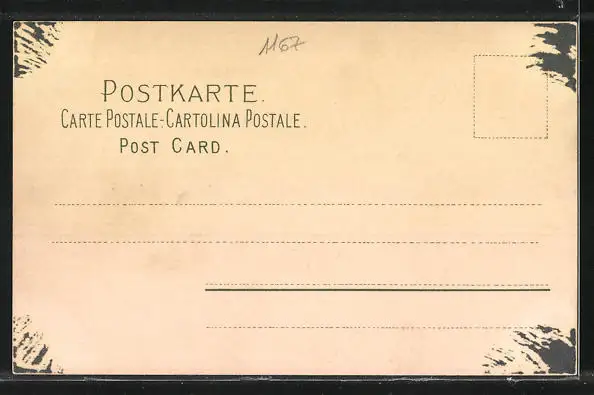 1167
POSTKARTE.
CARTE POSTALE-CARTOLINA POSTALE.
POST CARD.